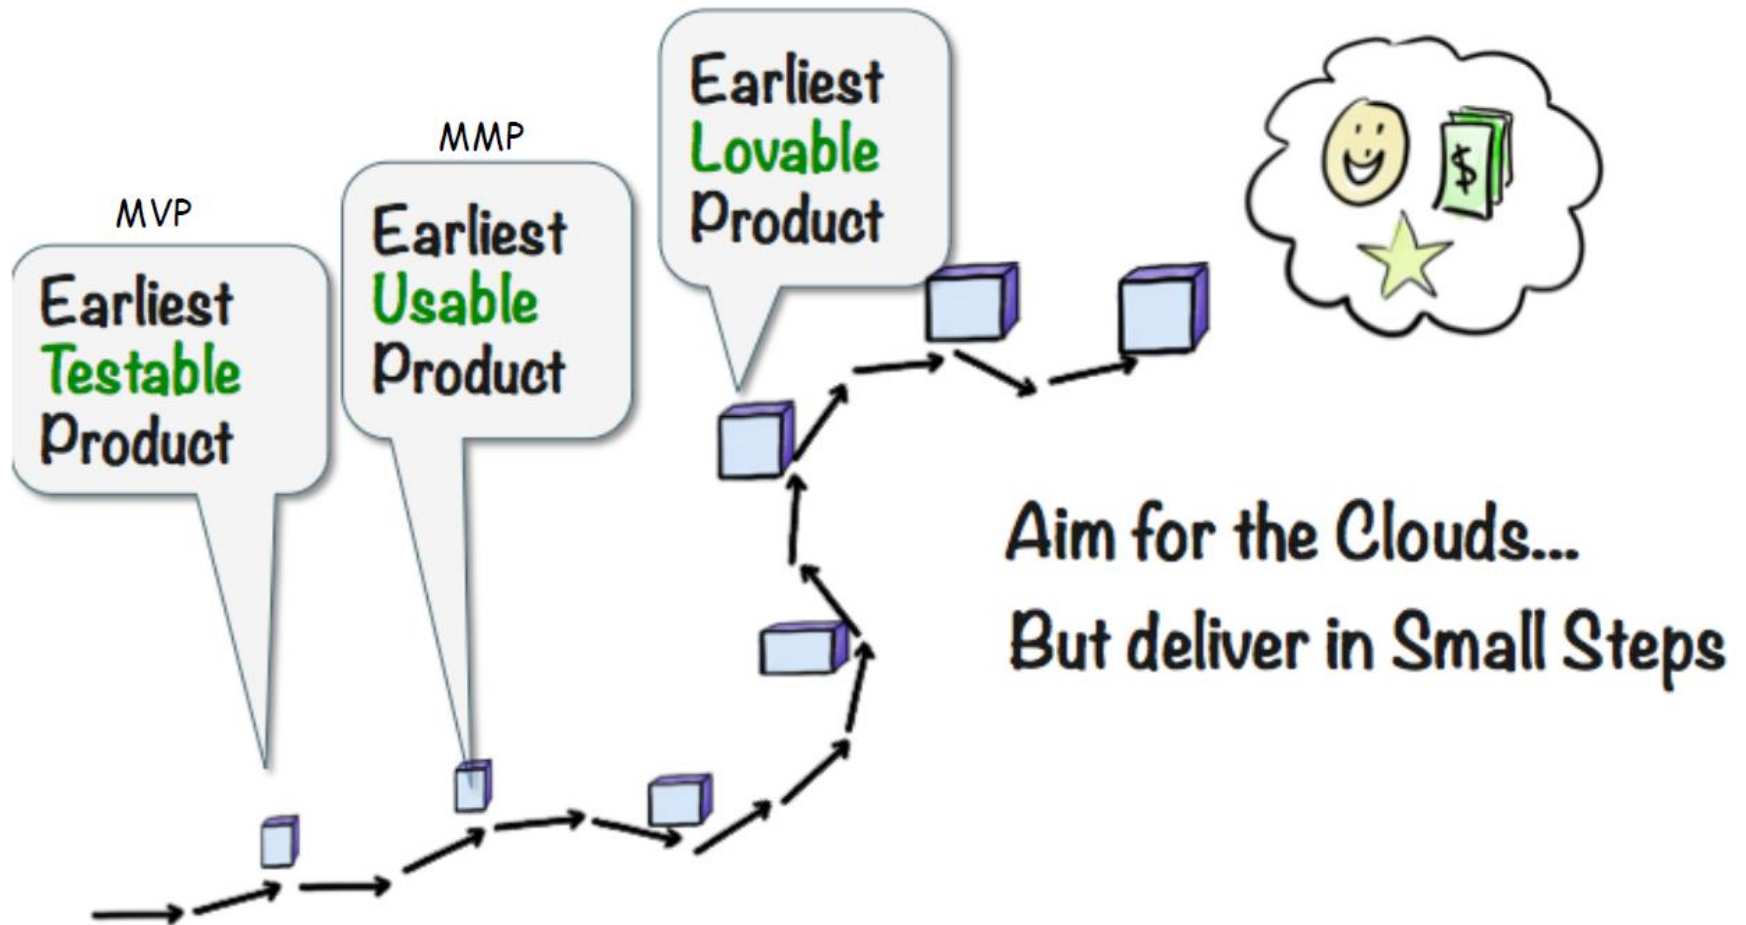 MVP
Earliest
Testable
Product
MMP
Earliest
Usable
Product
Earliest
Lovable
Product
$
Aim for the Clouds...
But deliver in Small Steps